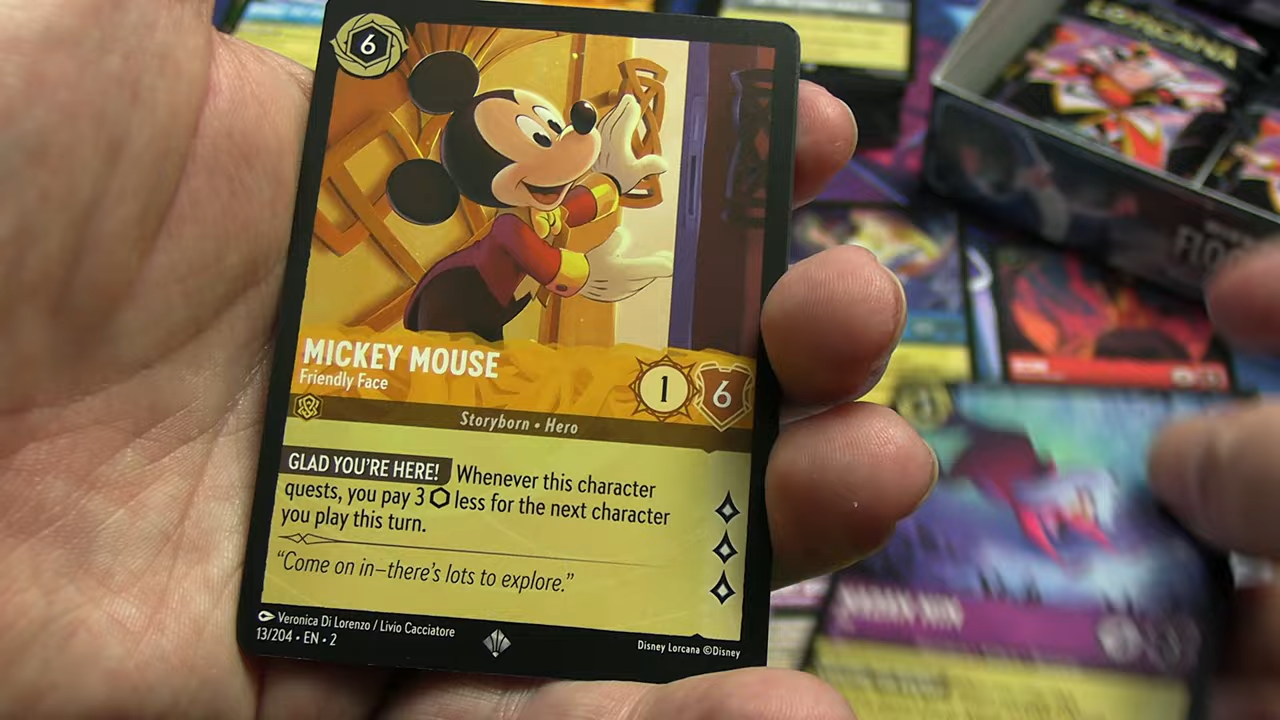 6
LORCANA
MICKEY MOUSE
Friendly Face
1 6
Storyborn • Hero
GLAD YOU'RE HERE! Whenever this character
quests, you pay 3 less for the next character
you play this turn.
“Come on in—there's lots to explore.”
Veronica Di Lorenzo / Livio Cacciatore
13/204 • EN • 2
Disney Lorcana ©Disney